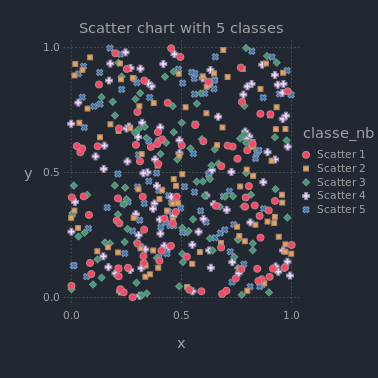 Scatter chart with 5 classes
1.0
0.5
0.0
y
0.0 0.5 1.0
x
classe_nb
Scatter 1
Scatter 2
Scatter 3
Scatter 4
Scatter 5